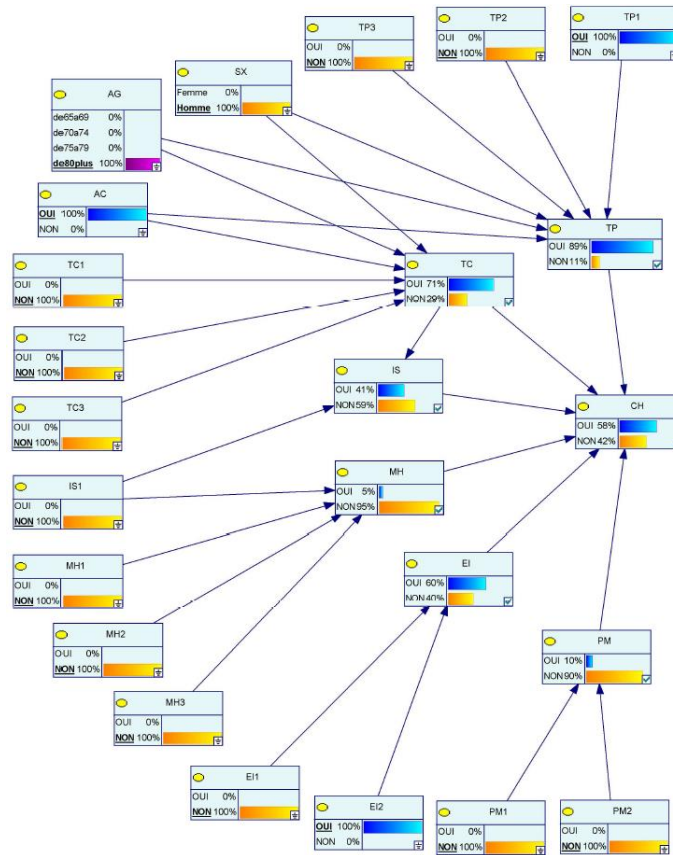 TP3
OUI 0%
NON 100%
TP2
OUI 0%
NON 100%
TP1
OUI 100%
NON 0%
SX
Femme 0%
Homme 100%
AG
de65a69 0%
de70a74 0%
de75a79 0%
de80plus 100%
AC
OUI 100%
NON 0%
TP
OUI 89%
NON 11%
TC1
OUI 0%
NON 100%
TC
OUI 71%
NON 29%
TC2
OUI 0%
NON 100%
IS
OUI 41%
NON 59%
TC3
OUI 0%
NON 100%
CH
OUI 58%
NON 42%
IS1
OUI 0%
NON 100%
MH
OUI 5%
NON 95%
MH1
OUI 0%
NON 100%
EI
OUI 60%
NON 40%
MH2
OUI 0%
NON 100%
PM
OUI 10%
NON 90%
MH3
OUI 0%
NON 100%
EI1
OUI 0%
NON 100%
EI2
OUI 100%
NON 0%
PM1
OUI 0%
NON 100%
PM2
OUI 0%
NON 100%